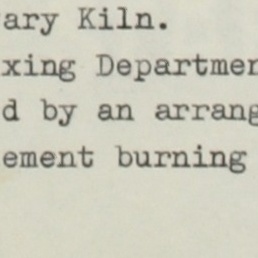 ary Kiln.
xing Departmen
d by an arrang
ement burning